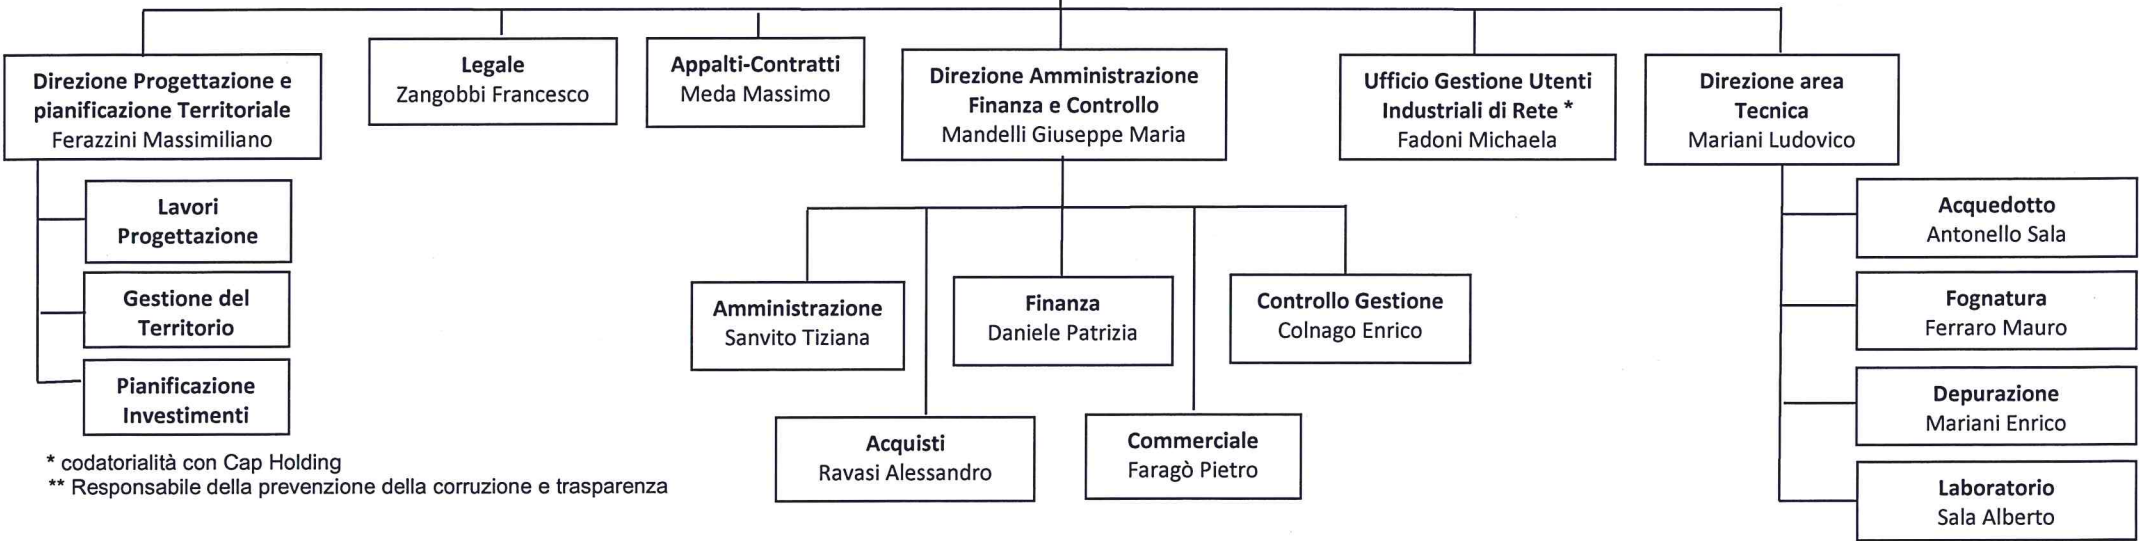 Direzione Progettazione e
pianificazione Territoriale
Ferazzini Massimiliano
Legale
Zangobbi Francesco
Appalti-Contratti
Meda Massimo
Direzione Amministrazione
Finanza e Controllo
Mandelli Giuseppe Maria
Ufficio Gestione Utenti
Industriali di Rete *
Fadoni Michaela
Direzione area
Tecnica
Mariani Ludovico
Lavori
Progettazione
Gestione del
Territorio
Pianificazione
Investimenti
Amministrazione
Sanvito Tiziana
Finanza
Daniele Patrizia
Controllo Gestione
Colnago Enrico
Acquisti
Ravasi Alessandro
Commerciale
Faragò Pietro
Acquedotto
Antonello Sala
Fognatura
Ferraro Mauro
Depurazione
Mariani Enrico
Laboratorio
Sala Alberto
* codatorialità con Cap Holding
** Responsabile della prevenzione della corruzione e trasparenza